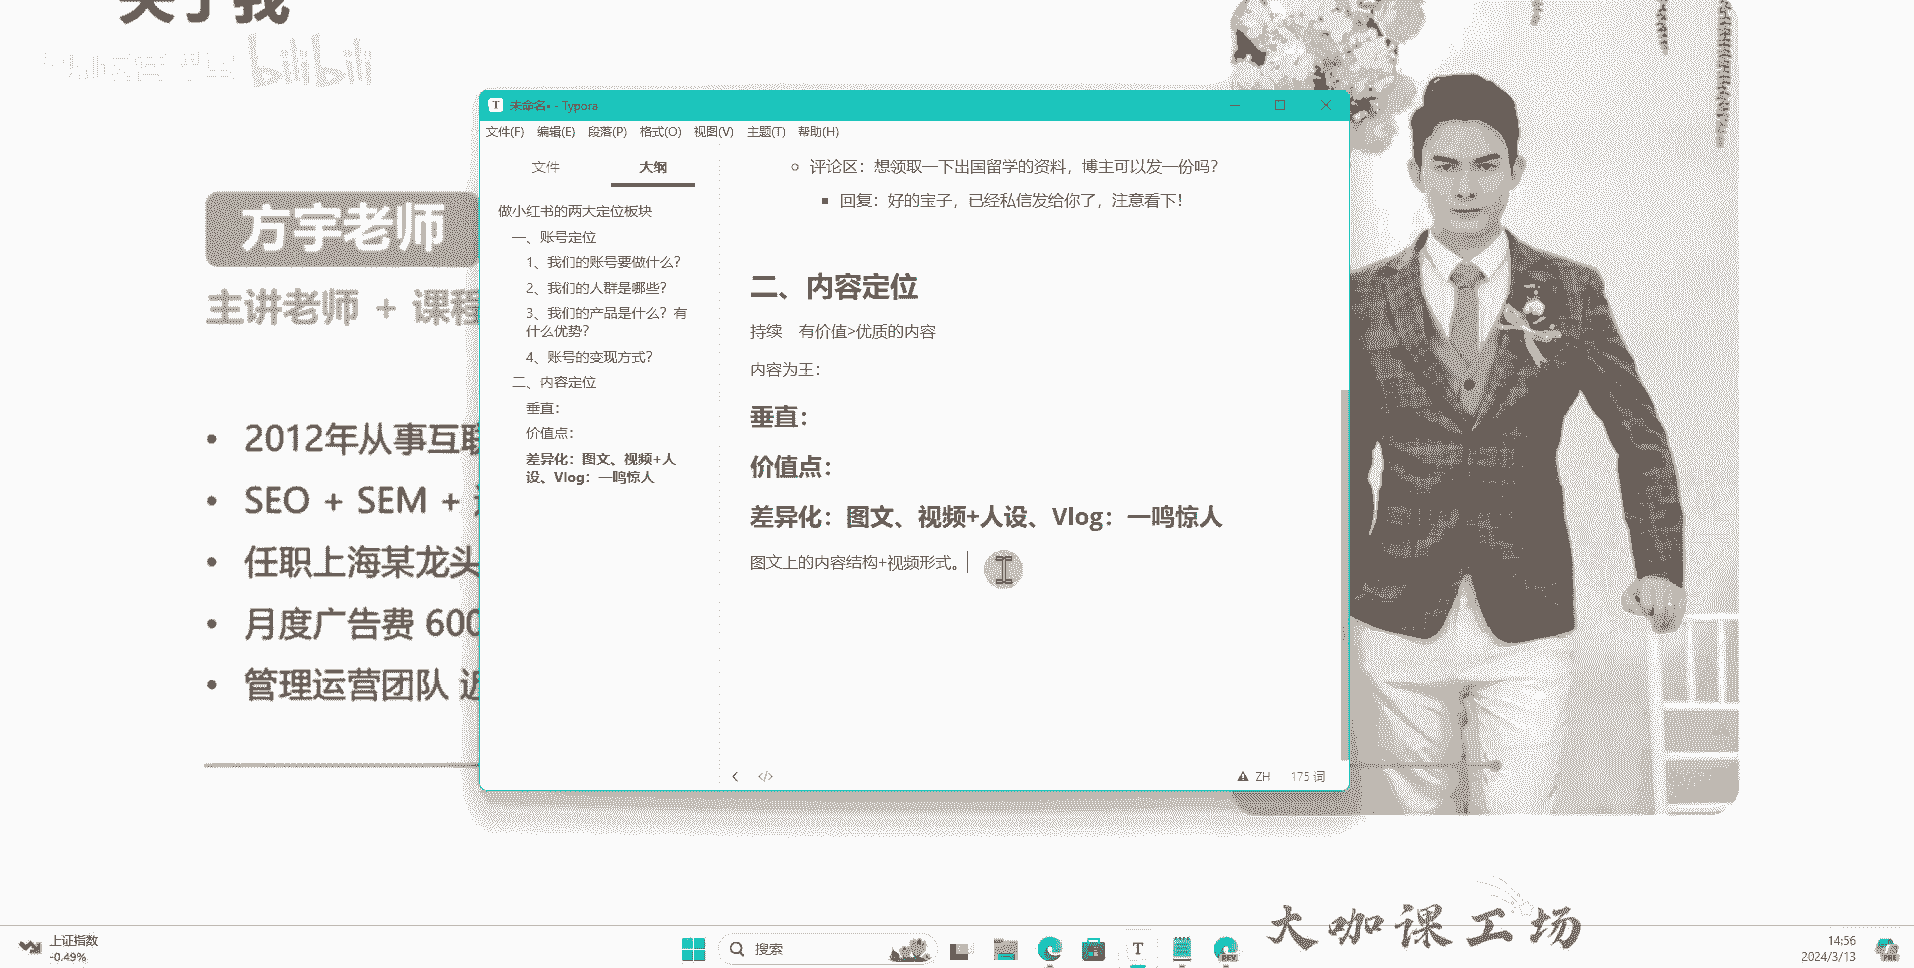 关于我
bilibili
方宇老师
主讲老师 + 课程
• 2012年从事互联
• SEO + SEM +
• 任职上海某龙头
• 月度广告费 600
• 管理运营团队 近
T 未命名• - Typora
文件(F) 编辑(E) 段落(P) 格式(O) 视图(V) 主题(T) 帮助(H)
文件 大纲
做小红书的两大定位板块
一、账号定位
1、我们的账号要做什么？
2、我们的人群是哪些？
3、我们的产品是什么？有
什么优势？
4、账号的变现方式？
二、内容定位
垂直：
价值点：
差异化：图文、视频+人
设、Vlog：一鸣惊人
评论区：想领取一下出国留学的资料，博主可以发一份吗？
回复：好的宝子，已经私信发给你了，注意看下！
二、内容定位
持续 有价值>优质的内容
内容为王：
垂直：
价值点：
差异化：图文、视频+人设、Vlog：一鸣惊人
图文上的内容结构+视频形式。
ZH 175 词
大咖课工场
上证指数
-0.49%
搜索
T
REV
14:56
2024/3/13
PRE